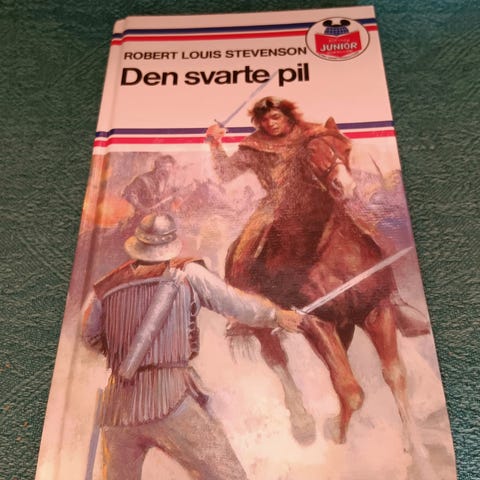 ROBERT LOUIS STEVENSON
JUNIOR
Den svarte pil